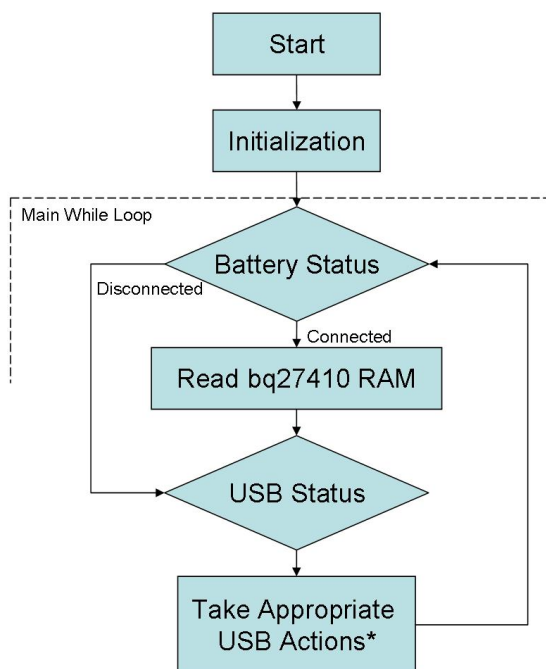 Start
Initialization
Main While Loop
Battery Status
Disconnected
Connected
Read bq27410 RAM
USB Status
Take Appropriate
USB Actions*